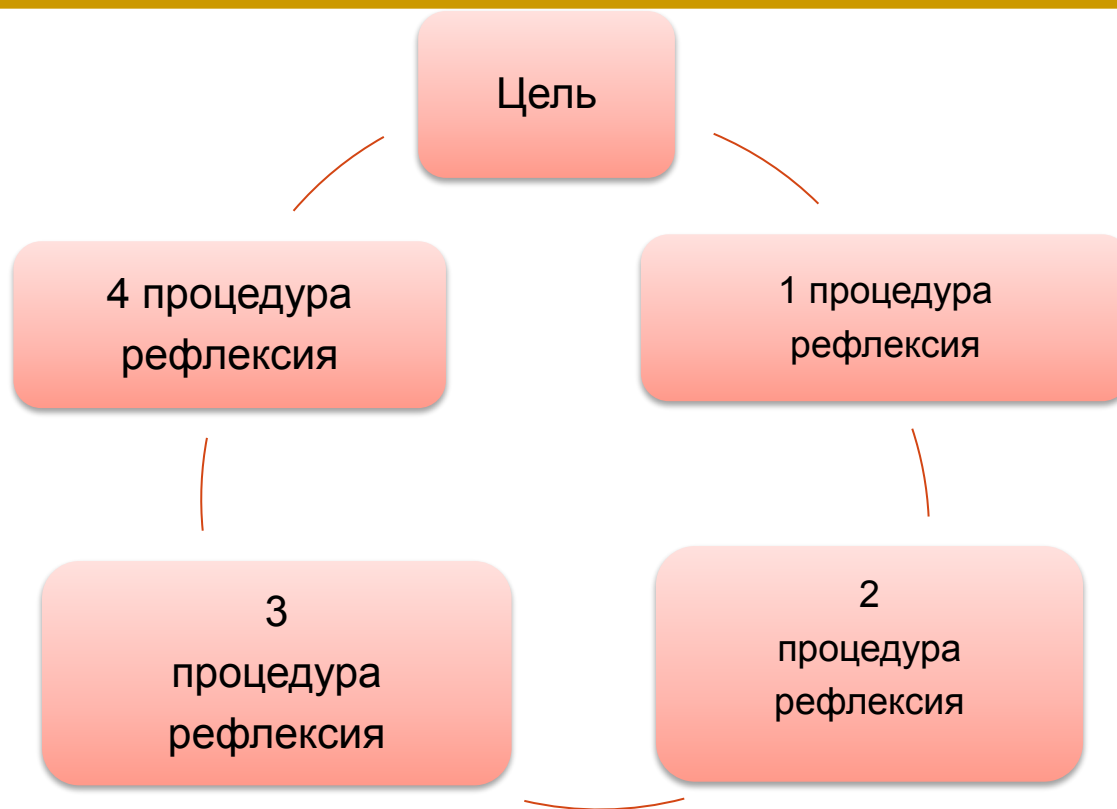 Цель
1 процедура
рефлексия
2
процедура
рефлексия
3
процедура
рефлексия
4 процедура
рефлексия